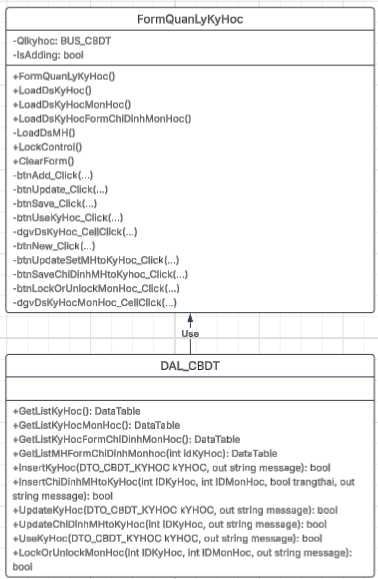 FormQuanLyKyHoc
-Qlkyhoc: BUS_CBDT
-IsAdding: bool
+FormQuanLyKyHoc()
+LoadDsKyHoc()
+LoadDsKyHocMonHoc()
+LoadDsKyHocFormChiDinhMonHoc()
-LoadDsMH()
+LockControl()
+ClearForm()
-btnAdd_Click(...)
-btnUpdate_Click(...)
-btnSave_Click(...)
-btnUseKyHoc_Click(...)
-dgvDsKyHoc_CellClick(...)
-btnNew_Click(...)
-btnUpdateSetMHtoKyHoc_Click(...)
-btnSaveChiDinhMHtoKyhoc_Click(...)
-btnLockOrUnlockMonHoc_Click(...)
-dgvDsKyHocMonHoc_CellClick(...)
Use
DAL_CBDT
+GetListKyHoc(): DataTable
+GetListKyHocMonHoc(): DataTable
+GetListKyHocFormChiDinhMonHoc(): DataTable
+GetListMHFormChiDinhMonhoc(int idKyHoc): DataTable
+InsertKyHoc(DTO_CBDT_KYHOC kYHOC, out string message): bool
+InsertChiDinhMHtoKyHoc(int IDKyHoc, int IDMonHoc, bool trangthai, out
string message): bool
+UpdateKyHoc(DTO_CBDT_KYHOC kYHOC, out string message): bool
+UpdateChiDinhMHtoKyHoc(int IDKyHoc, out string message): bool
+UseKyHoc(DTO_CBDT_KYHOC KYHOC, out string message): bool
+LockOrUnlockMonHoc(int IDKyHoc, int IDMonHoc, out string message):
bool